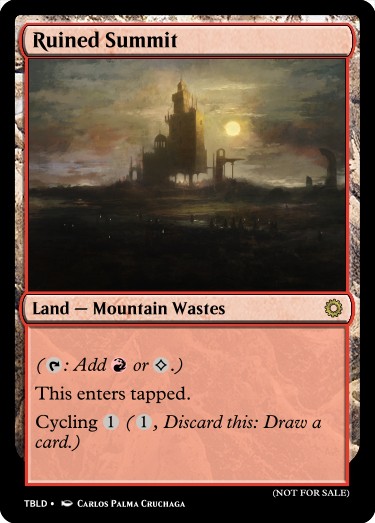 Ruined Summit
Land — Mountain Wastes
( : Add or .)
This enters tapped.
Cycling 1 ( 1, Discard this: Draw a
card.)
TBLD • Carlos Palma Cruchaga
(NOT FOR SALE)